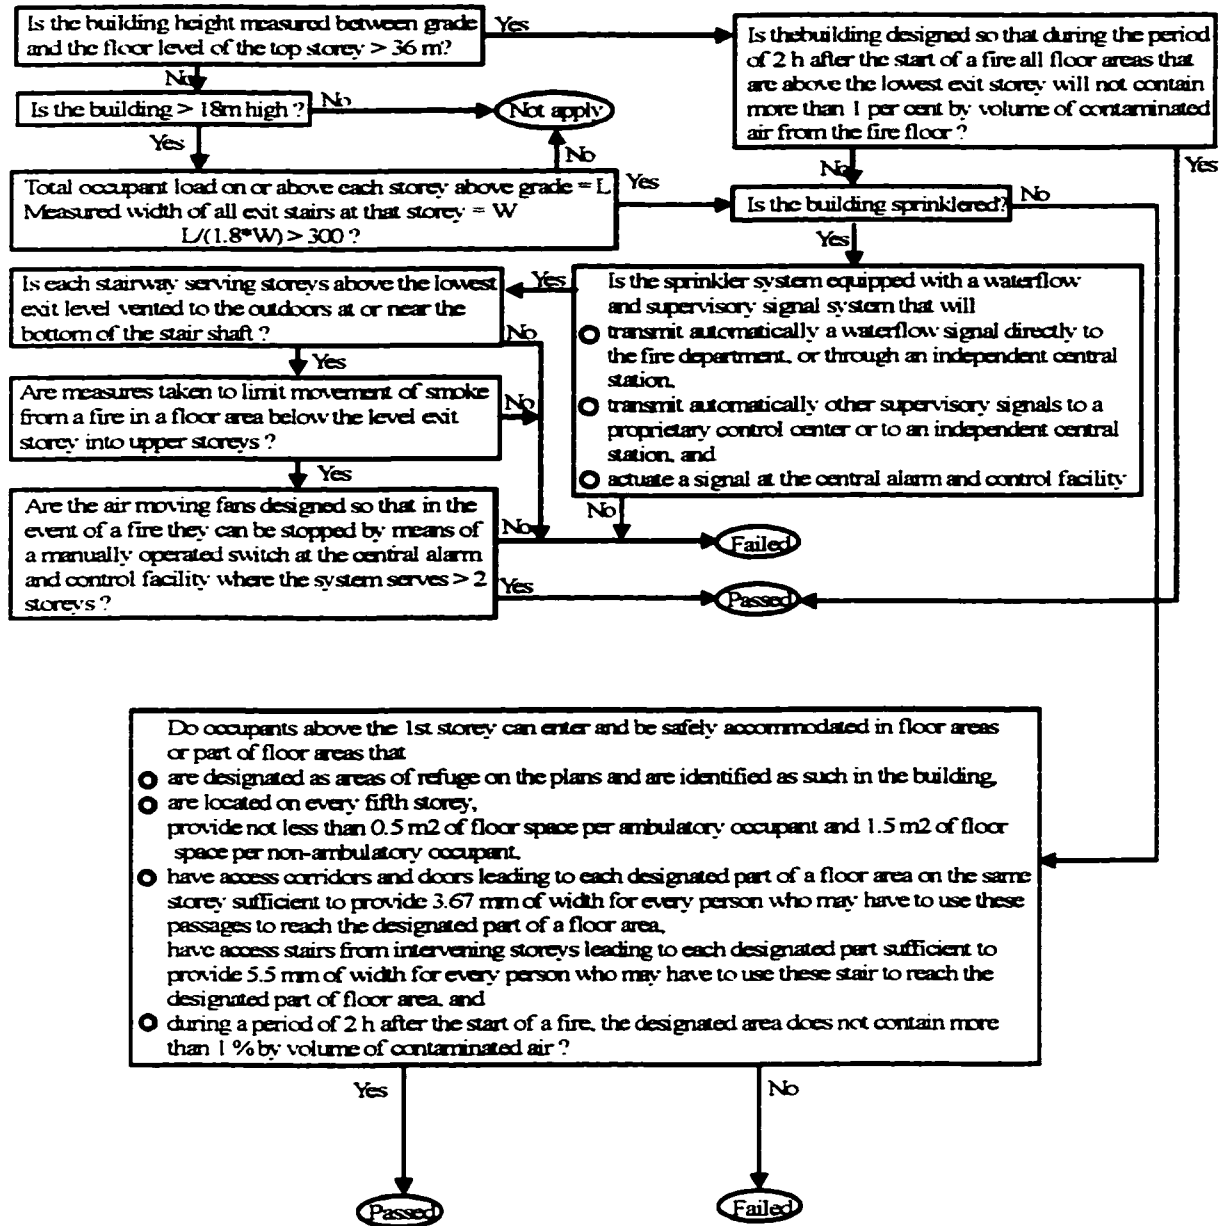 Is the building height measured between grade
and the floor level of the top storey > 36 m?
Yes
No
Is the building > 18m high ?
No
Not apply
Yes
No
Total occupant load on or above each storey above grade = L
Measured width of all exit stairs at that storey = W
L/(1.8*W) > 300 ?
Yes
Is thebuilding designed so that during the period
of 2 h after the start of a fire all floor areas that
are above the lowest exit storey will not contain
more than 1 per cent by volume of contaminated
air from the fire floor ?
No
Yes
Is the building sprinklered?
No
Yes
Is the sprinkler system equipped with a waterflow
and supervisory signal system that will
transmit automatically a waterflow signal directly to
the fire department, or through an independent central
station,
transmit automatically other supervisory signals to a
proprietary control center or to an independent central
station, and
actuate a signal at the central alarm and control facility
Yes
No
Is each stairway serving storeys above the lowest
exit level vented to the outdoors at or near the
bottom of the stair shaft ?
No
Yes
Are measures taken to limit movement of smoke
from a fire in a floor area below the level exit
storey into upper storeys ?
No
Yes
Are the air moving fans designed so that in the
event of a fire they can be stopped by means of
a manually operated switch at the central alarm
and control facility where the system serves > 2
storeys ?
No
Failed
Yes
Passed
Do occupants above the 1st storey can enter and be safely accommodated in floor areas
or part of floor areas that
are designated as areas of refuge on the plans and are identified as such in the building,
are located on every fifth storey,
provide not less than 0.5 m2 of floor space per ambulatory occupant and 1.5 m2 of floor
space per non-ambulatory occupant,
have access corridors and doors leading to each designated part of a floor area on the same
storey sufficient to provide 3.67 mm of width for every person who may have to use these
passages to reach the designated part of a floor area,
have access stairs from intervening storeys leading to each designated part sufficient to
provide 5.5 mm of width for every person who may have to use these stair to reach the
designated part of floor area, and
during a period of 2 h after the start of a fire, the designated area does not contain more
than 1 % by volume of contaminated air ?
Yes
No
Passed
Failed